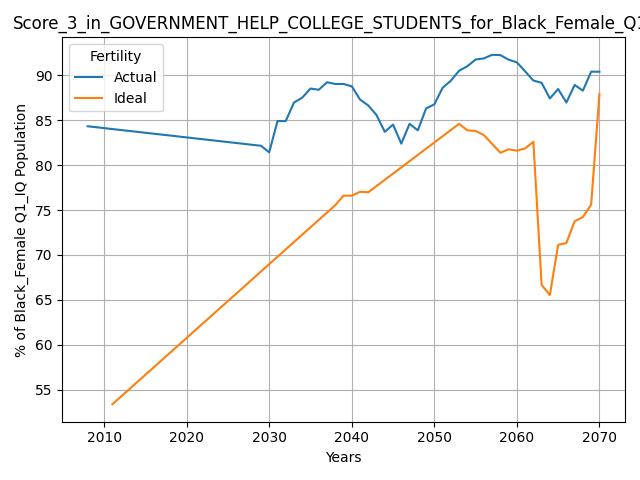 Score_3_in_GOVERNMENT_HELP_COLLEGE_STUDENTS_for_Black_Female_Q1
Fertility
Actual
Ideal
% of Black_Female Q1_IQ Population
90
85
80
75
70
65
60
55
2010 2020 2030 2040 2050 2060 2070
Years